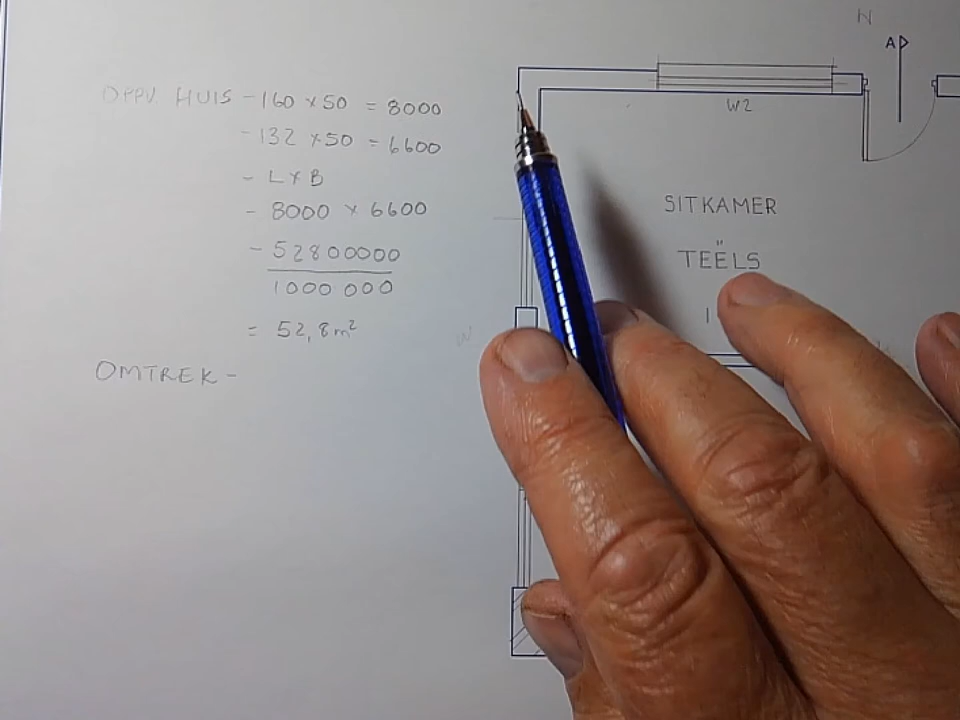 OPPV. HUIS - 160 x 50 = 8000
- 132 x 50 = 6600
- L x B
- 8000 x 6600
- 52800000
1000 000
= 52,8m²
OMTREK -
N
A
W2
SITKAMER
TEËLS
1
W